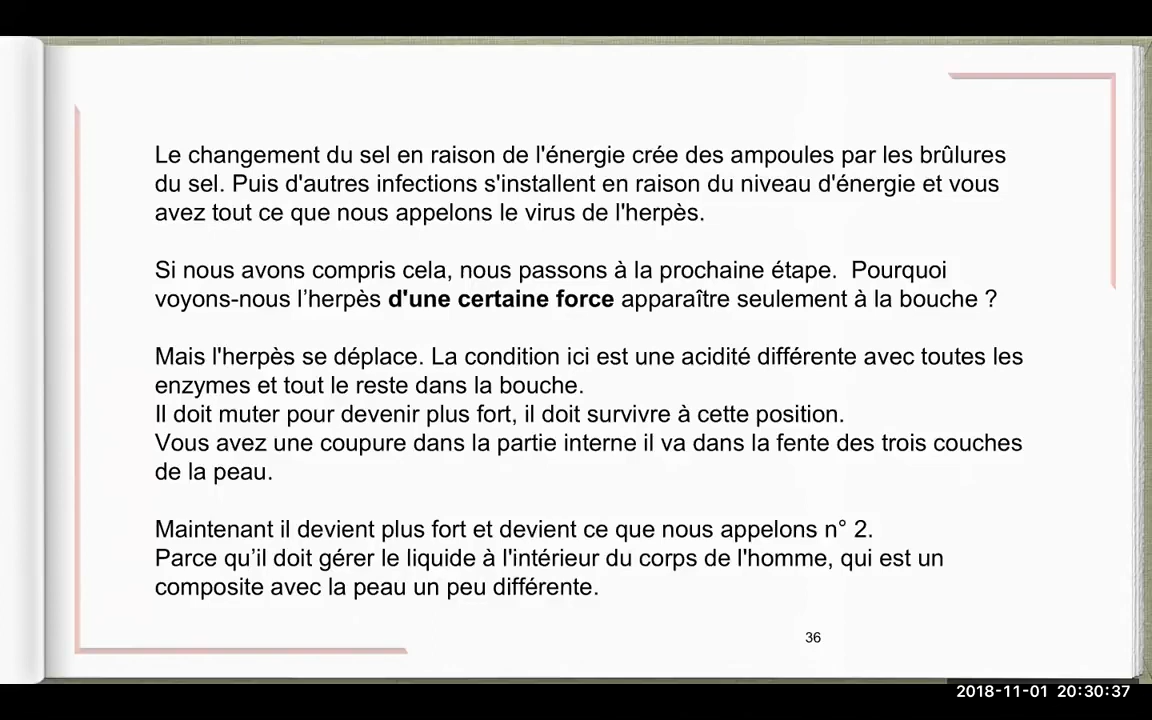 Le changement du sel en raison de l'énergie crée des ampoules par les brûlures
du sel. Puis d'autres infections s'installent en raison du niveau d'énergie et vous
avez tout ce que nous appelons le virus de l'herpès.
Si nous avons compris cela, nous passons à la prochaine étape.  Pourquoi
voyons-nous l’herpès d'une certaine force apparaître seulement à la bouche ?
Mais l'herpès se déplace. La condition ici est une acidité différente avec toutes les
enzymes et tout le reste dans la bouche.
Il doit muter pour devenir plus fort, il doit survivre à cette position.
Vous avez une coupure dans la partie interne il va dans la fente des trois couches
de la peau.
Maintenant il devient plus fort et devient ce que nous appelons n° 2.
Parce qu’il doit gérer le liquide à l'intérieur du corps de l'homme, qui est un
composite avec la peau un peu différente.
36
2018-11-01 20:30:37